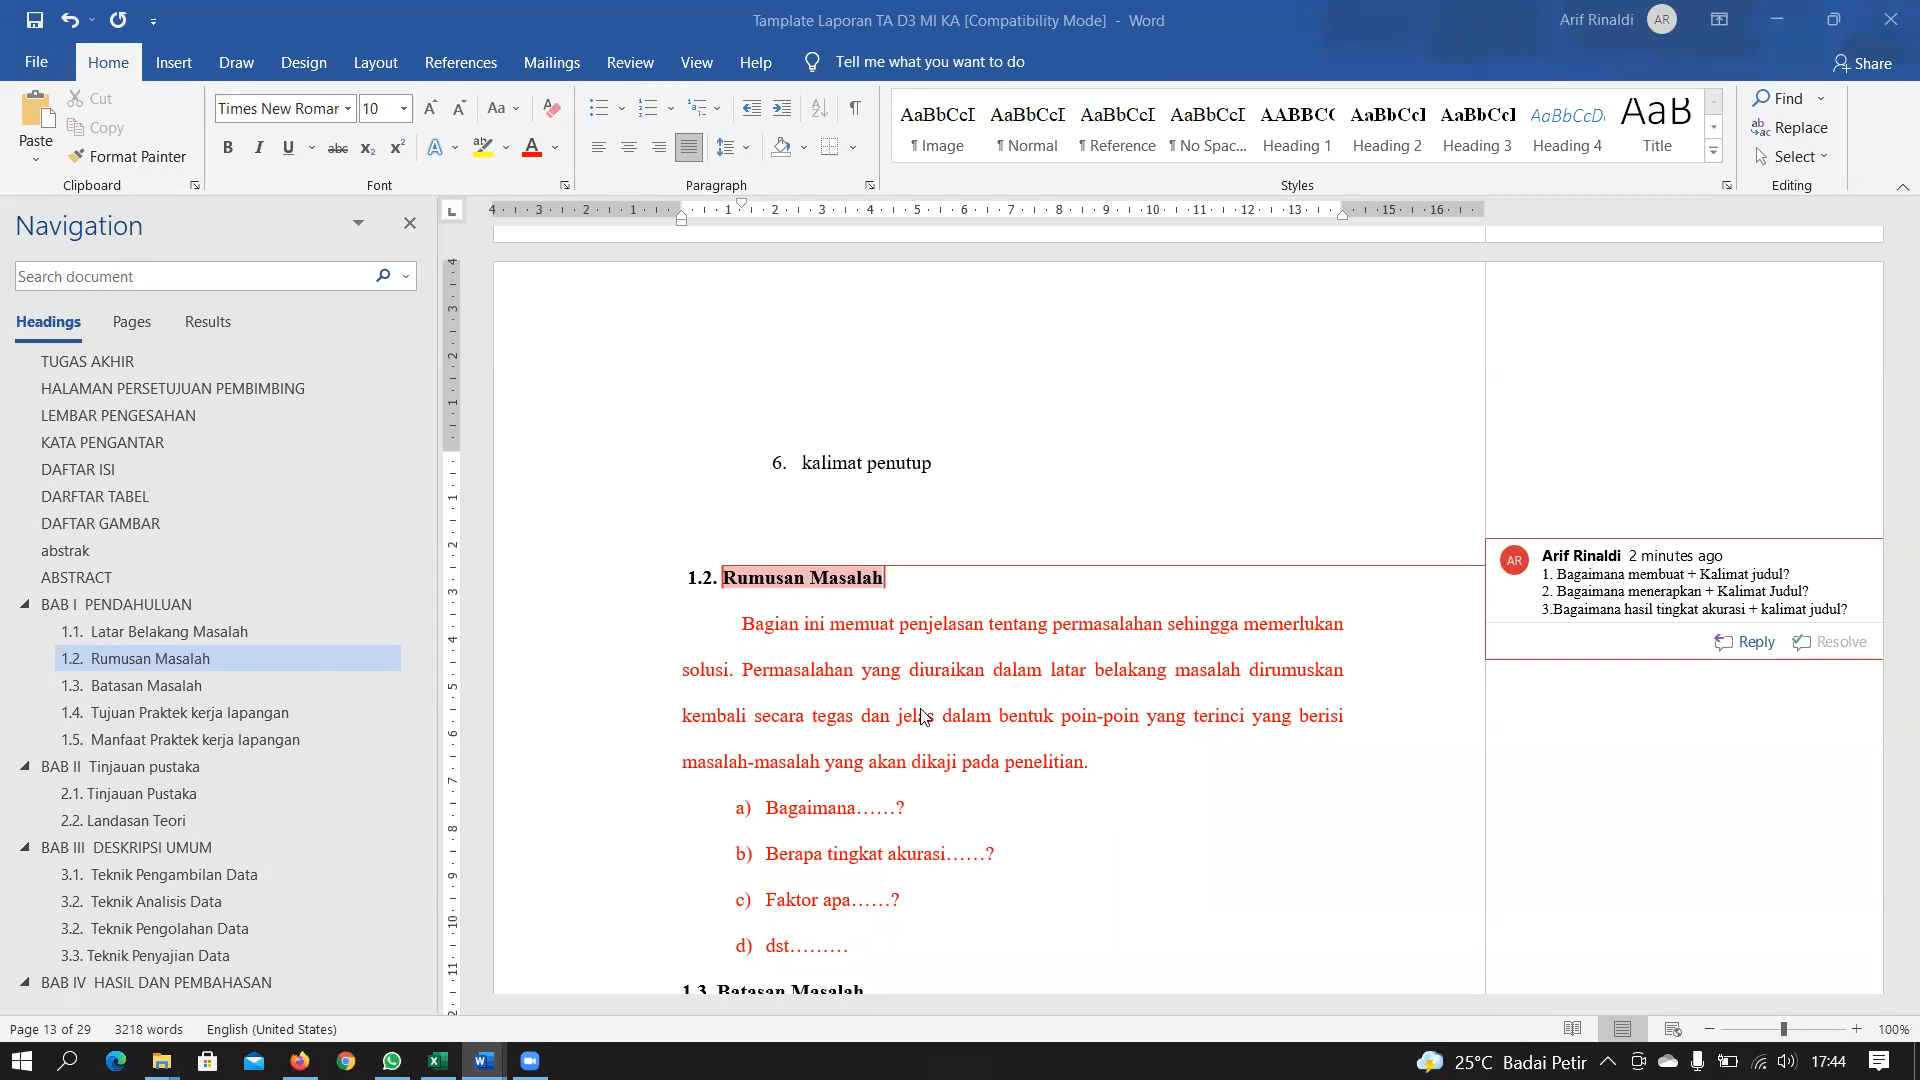 Tamplate Laporan TA D3 MI KA [Compatibility Mode] - Word
Arif Rinaldi
AR
File
Home
Insert
Draw
Design
Layout
References
Mailings
Review
View
Help
Tell me what you want to do
Share
Paste
Cut
Copy
Format Painter
Clipboard
Times New Roman
10
Font
Paragraph
AaBbCcI
¶ Image
AaBbCcI
¶ Normal
AaBbCcI
¶ Reference
AaBbCcI
¶ No Spac...
AABBC(
Heading 1
AaBbCcI
Heading 2
AaBbCcI
Heading 3
AaBbCcD
Heading 4
AaB
Title
Styles
Find
Replace
Select
Editing
Navigation
Search document
Headings
Pages
Results
TUGAS AKHIR
HALAMAN PERSETUJUAN PEMBIMBING
LEMBAR PENGESAHAN
KATA PENGANTAR
DAFTAR ISI
DARFTAR TABEL
DAFTAR GAMBAR
abstrak
ABSTRACT
BAB I PENDAHULUAN
1.1. Latar Belakang Masalah
1.2. Rumusan Masalah
1.3. Batasan Masalah
1.4. Tujuan Praktek kerja lapangan
1.5. Manfaat Praktek kerja lapangan
BAB II Tinjauan pustaka
2.1. Tinjauan Pustaka
2.2. Landasan Teori
BAB III DESKRIPSI UMUM
3.1. Teknik Pengambilan Data
3.2. Teknik Analisis Data
3.2. Teknik Pengolahan Data
3.3. Teknik Penyajian Data
BAB IV HASIL DAN PEMBAHASAN
6. kalimat penutup
1.2. Rumusan Masalah
Bagian ini memuat penjelasan tentang permasalahan sehingga memerlukan
solusi. Permasalahan yang diuraikan dalam latar belakang masalah dirumuskan
kembali secara tegas dan jelas dalam bentuk poin-poin yang terinci yang berisi
masalah-masalah yang akan dikaji pada penelitian.
a) Bagaimana……?
b) Berapa tingkat akurasi……?
c) Faktor apa……?
d) dst………
1.3. Batasan Masalah
AR
Arif Rinaldi 2 minutes ago
1. Bagaimana membuat + Kalimat judul?
2. Bagaimana menerapkan + Kalimat Judul?
3.Bagaimana hasil tingkat akurasi + kalimat judul?
Reply
Resolve
Page 13 of 29
3218 words
English (United States)
100%
25°C Badai Petir
17:44